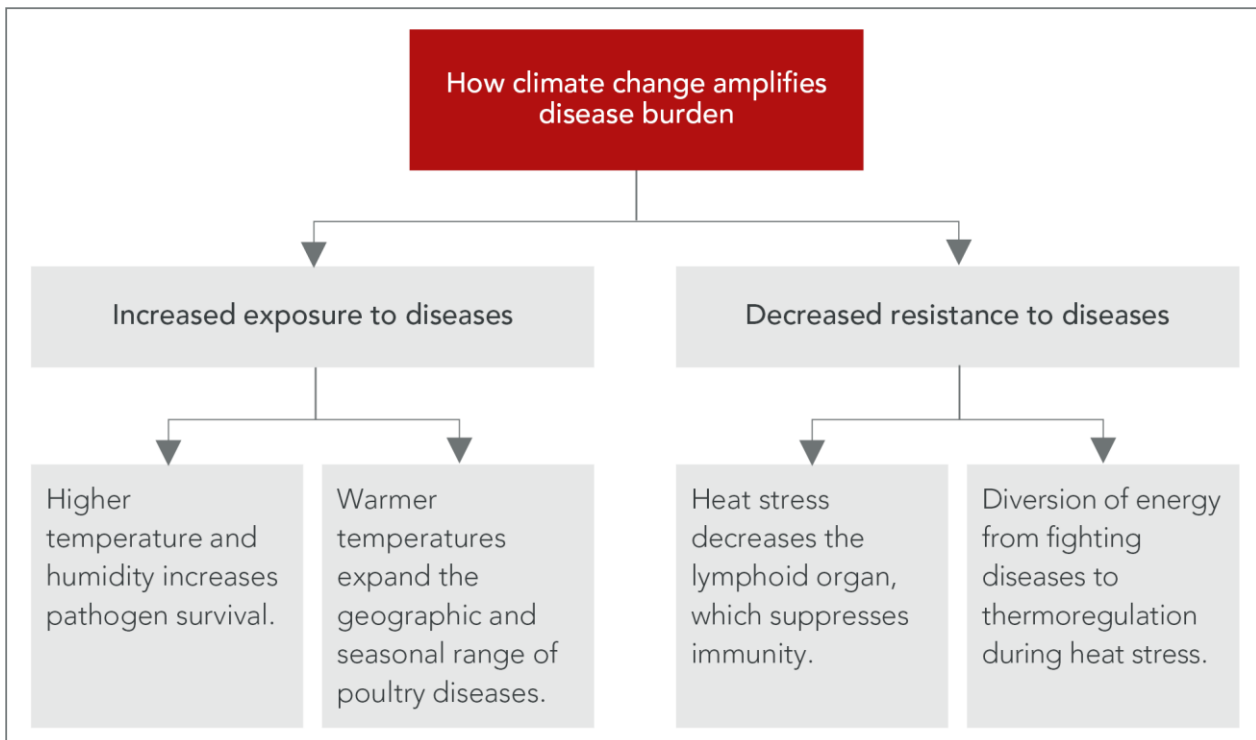 How climate change amplifies
disease burden
Increased exposure to diseases
Decreased resistance to diseases
Higher
temperature and
humidity increases
pathogen survival.
Warmer
temperatures
expand the
geographic and
seasonal range of
poultry diseases.
Heat stress
decreases the
lymphoid organ,
which suppresses
immunity.
Diversion of energy
from fighting
diseases to
thermoregulation
during heat stress.